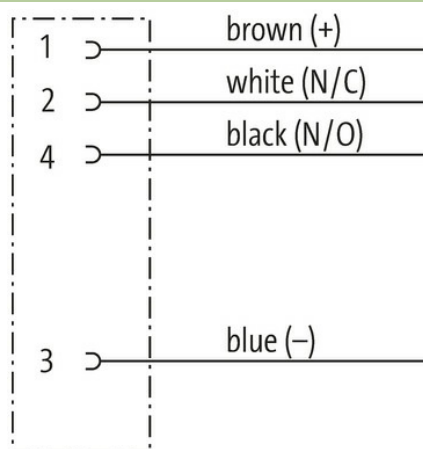 1 brown (+)
2 white (N/C)
4 black (N/O)
3 blue (–)